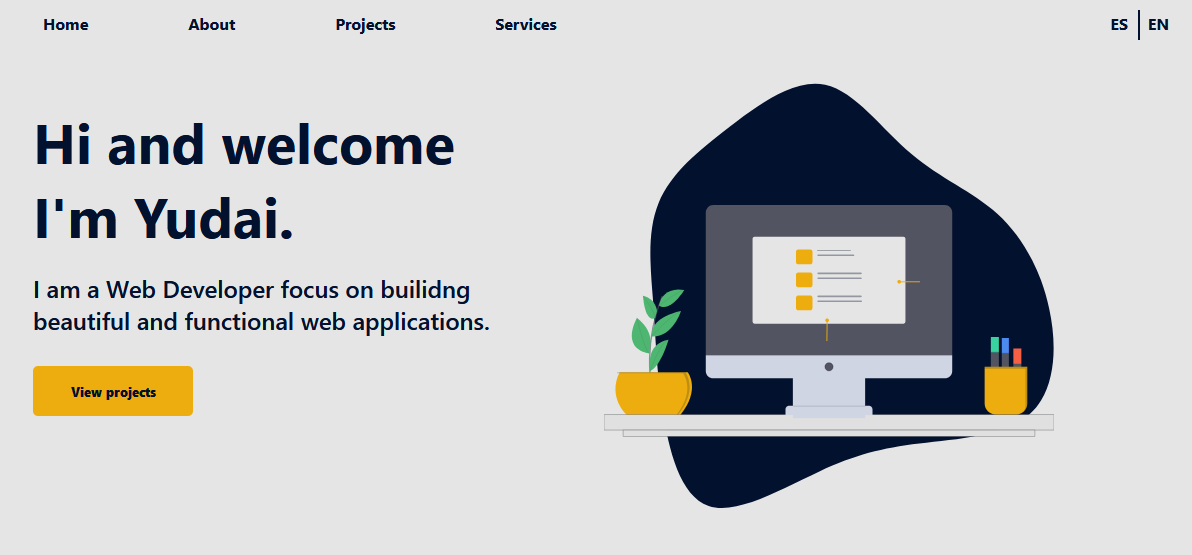 Home About Projects Services ES EN
Hi and welcome
I'm Yudai.
I am a Web Developer focus on builidng
beautiful and functional web applications.
View projects